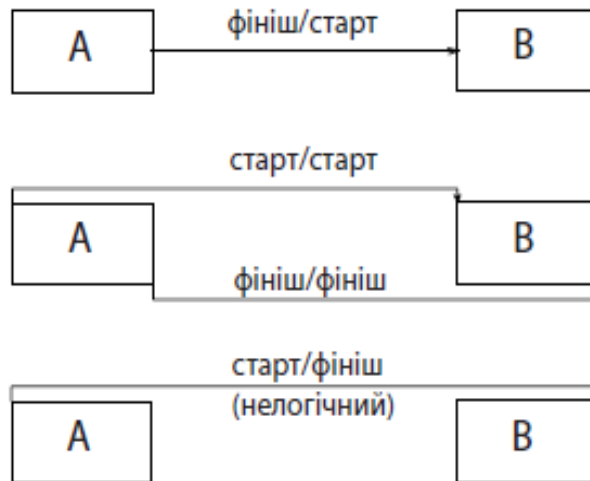 фініш/старт
A
B
старт/старт
A
B
фініш/фініш
старт/фініш
(нелогічний)
A
B